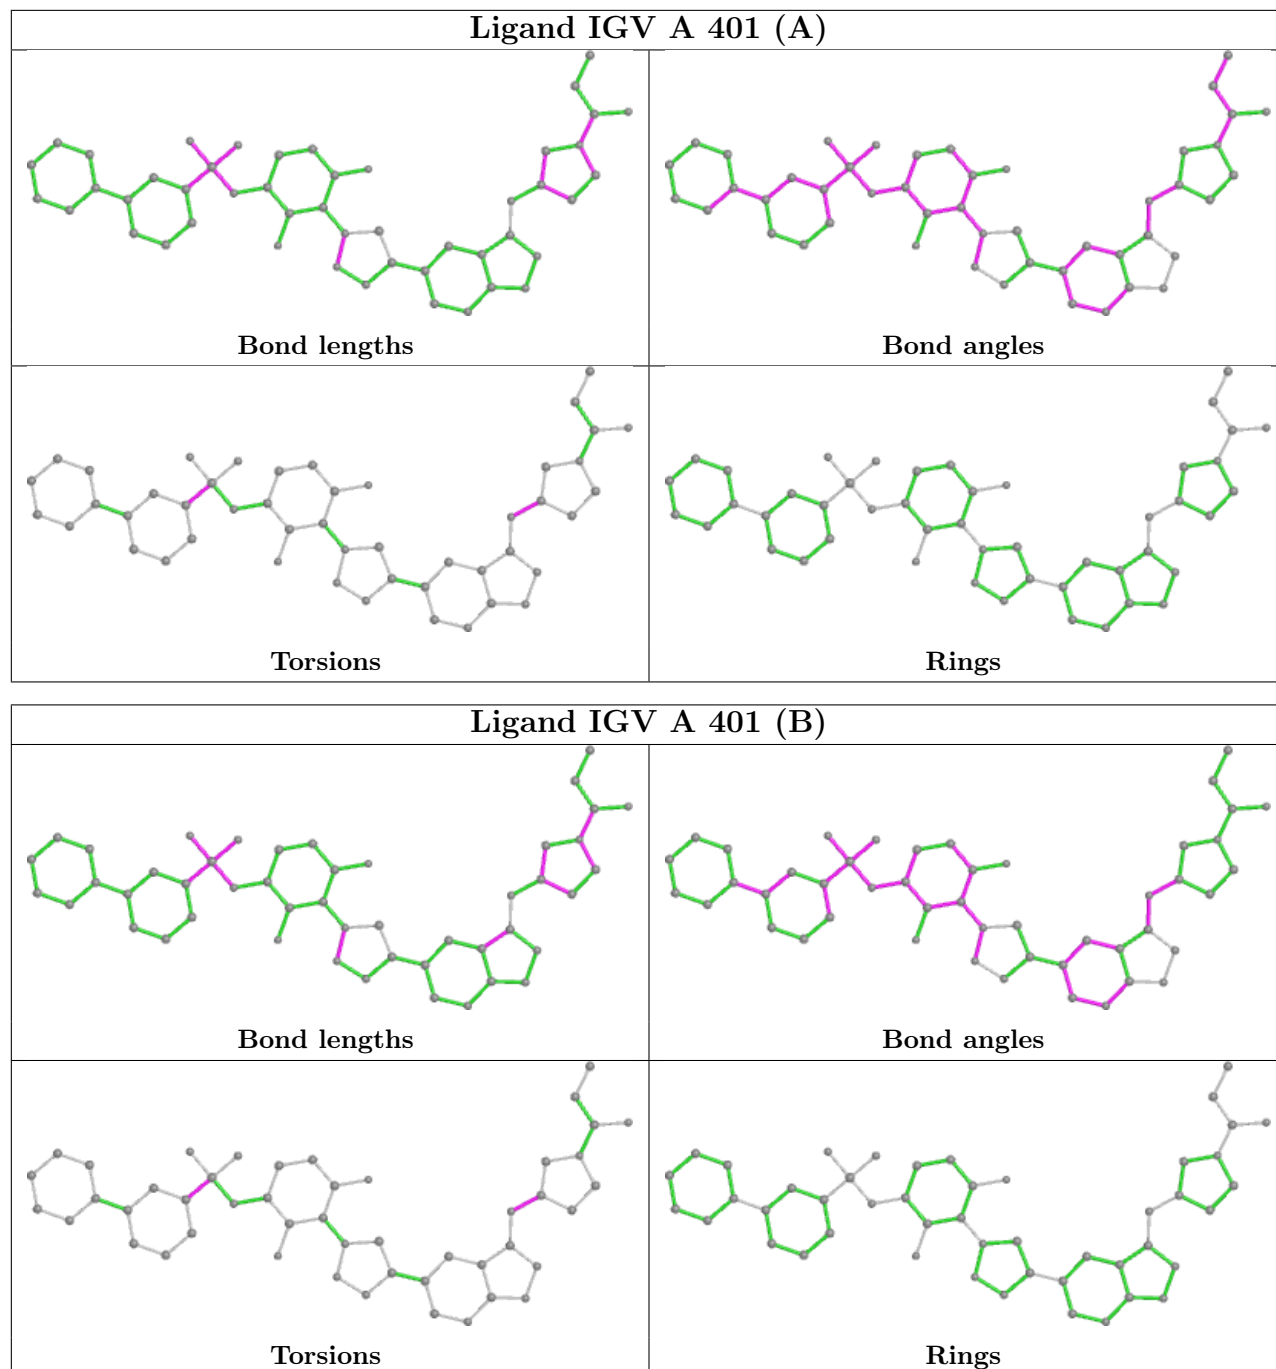 Ligand IGV A 401 (A)
Bond lengths
Bond angles
Torsions
Rings
Ligand IGV A 401 (B)
Bond lengths
Bond angles
Torsions
Rings